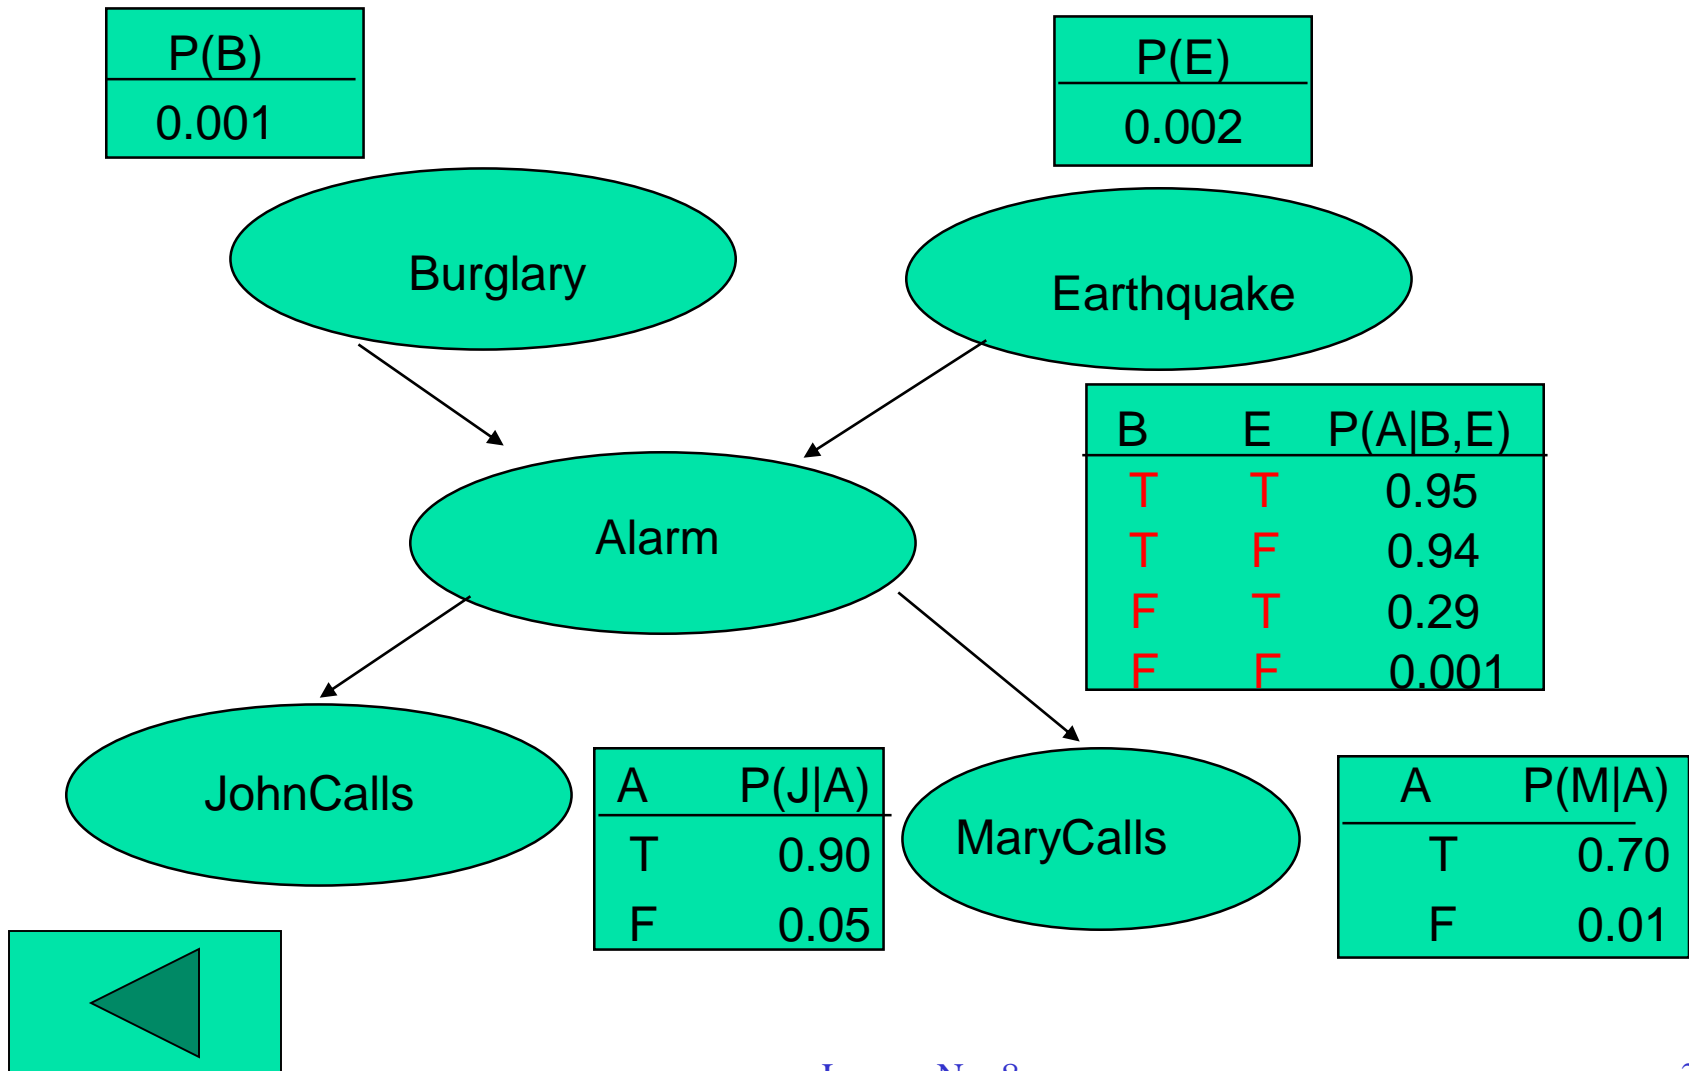 P(B)
0.001
P(E)
0.002
Burglary
Earthquake
B E P(A|B,E)
T T 0.95
T F 0.94
F T 0.29
F F 0.001
Alarm
JohnCalls
A P(J|A)
T 0.90
F 0.05
MaryCalls
A P(M|A)
T 0.70
F 0.01